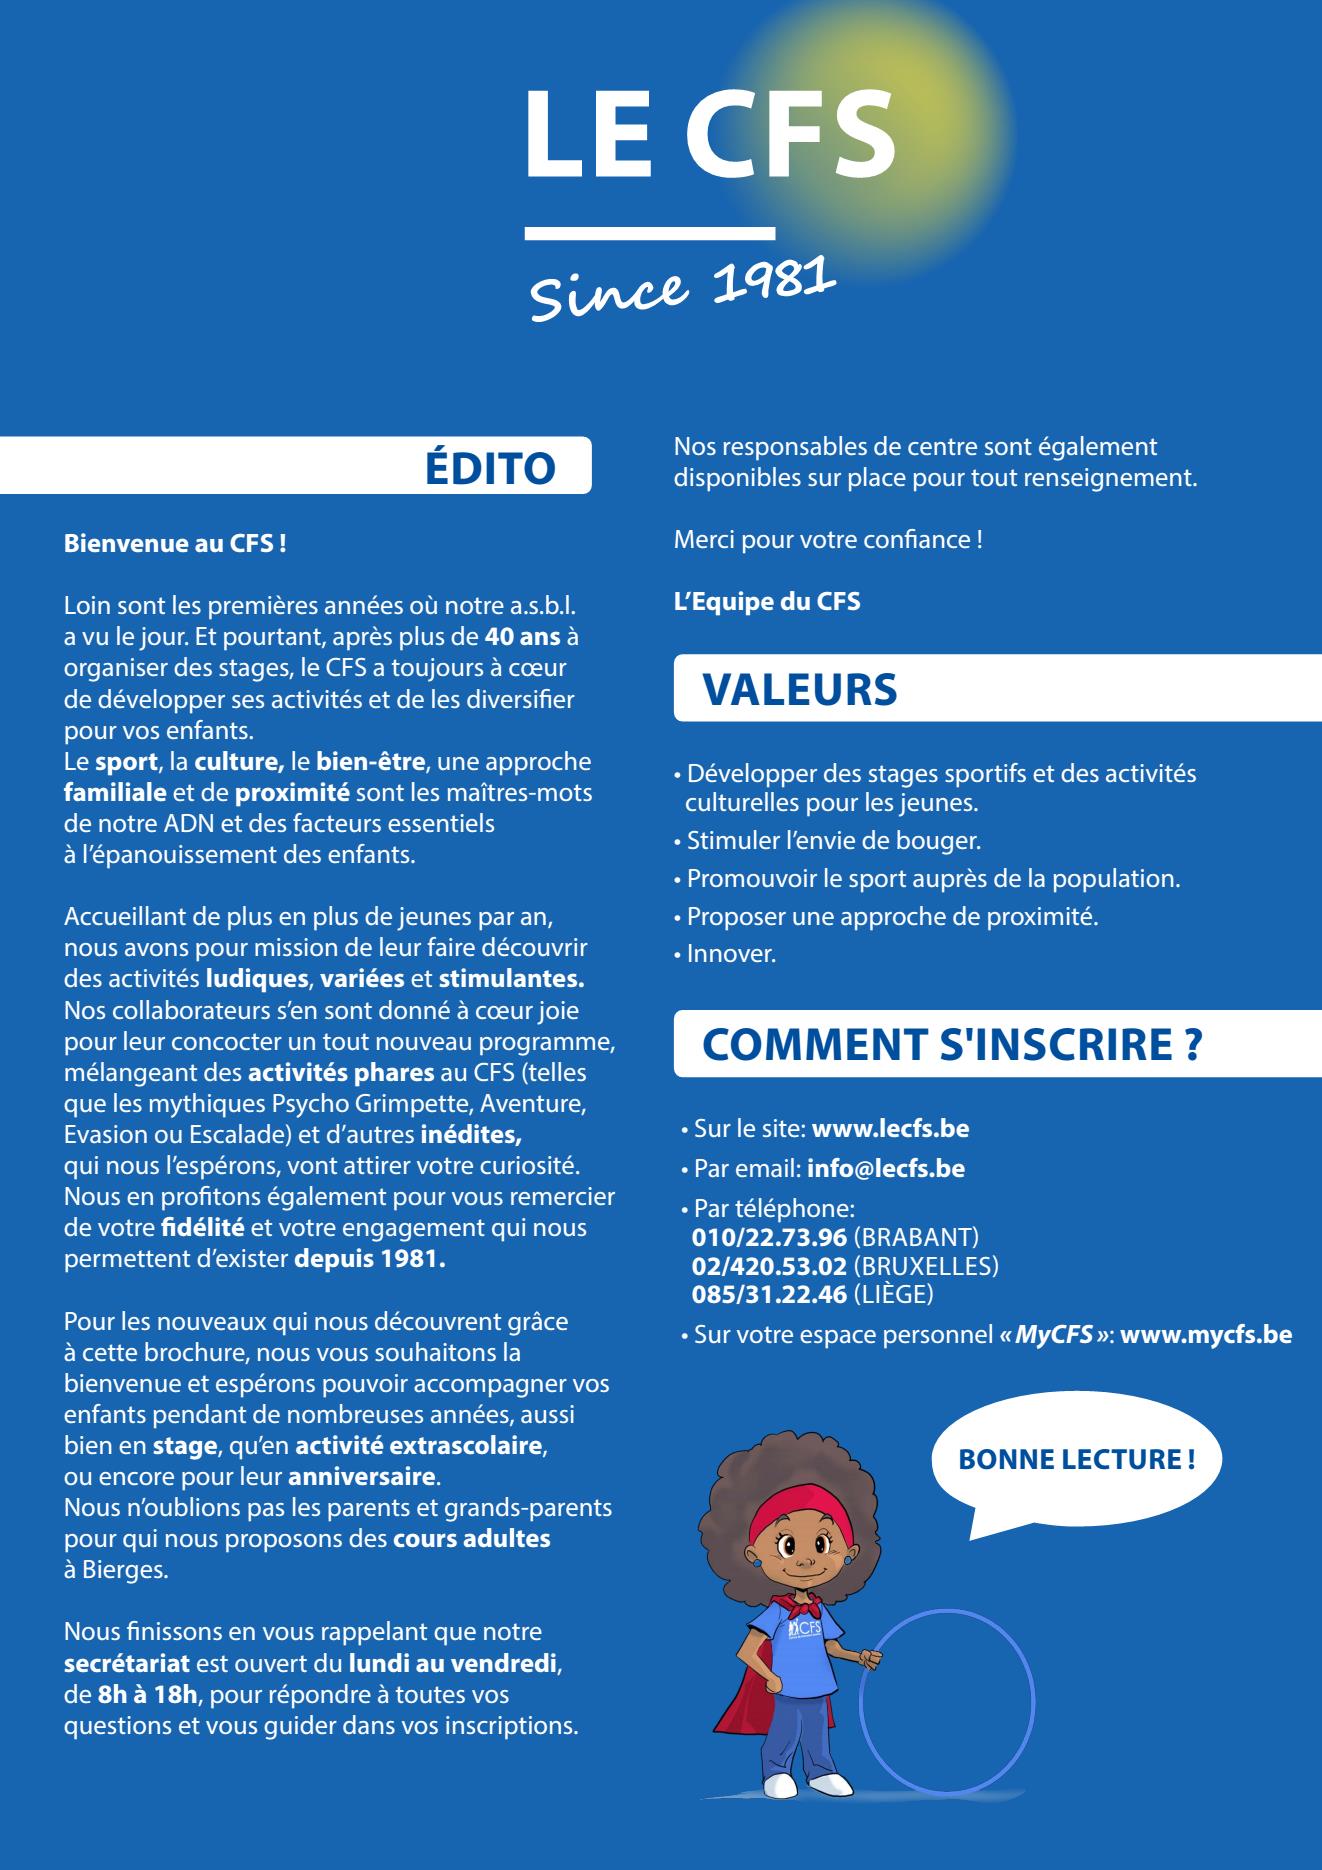 LE CFS
Since 1981
ÉDITO
Bienvenue au CFS !
Loin sont les premières années où notre a.s.b.l.
a vu le jour. Et pourtant, après plus de 40 ans à
organiser des stages, le CFS a toujours à cœur
de développer ses activités et de les diversifier
pour vos enfants.
Le sport, la culture, le bien-être, une approche
familiale et de proximité sont les maîtres-mots
de notre ADN et des facteurs essentiels
à l’épanouissement des enfants.
Accueillant de plus en plus de jeunes par an,
nous avons pour mission de leur faire découvrir
des activités ludiques, variées et stimulantes.
Nos collaborateurs s’en sont donné à cœur joie
pour leur concocter un tout nouveau programme,
mélangeant des activités phares au CFS (telles
que les mythiques Psycho Grimpette, Aventure,
Evasion ou Escalade) et d’autres inédites,
qui nous l’espérons, vont attirer votre curiosité.
Nous en profitons également pour vous remercier
de votre fidélité et votre engagement qui nous
permettent d’exister depuis 1981.
Pour les nouveaux qui nous découvrent grâce
à cette brochure, nous vous souhaitons la
bienvenue et espérons pouvoir accompagner vos
enfants pendant de nombreuses années, aussi
bien en stage, qu’en activité extrascolaire,
ou encore pour leur anniversaire.
Nous n’oublions pas les parents et grands-parents
pour qui nous proposons des cours adultes
à Bierges.
Nous finissons en vous rappelant que notre
secrétariat est ouvert du lundi au vendredi,
de 8h à 18h, pour répondre à toutes vos
questions et vous guider dans vos inscriptions.
Nos responsables de centre sont également
disponibles sur place pour tout renseignement.
Merci pour votre confiance !
L’Equipe du CFS
VALEURS
• Développer des stages sportifs et des activités
culturelles pour les jeunes.
• Stimuler l’envie de bouger.
• Promouvoir le sport auprès de la population.
• Proposer une approche de proximité.
• Innover.
COMMENT S'INSCRIRE ?
• Sur le site: www.lecfs.be
• Par email: info@lecfs.be
• Par téléphone:
010/22.73.96 (BRABANT)
02/420.53.02 (BRUXELLES)
085/31.22.46 (LIÈGE)
• Sur votre espace personnel « MyCFS »: www.mycfs.be
BONNE LECTURE !
CFS